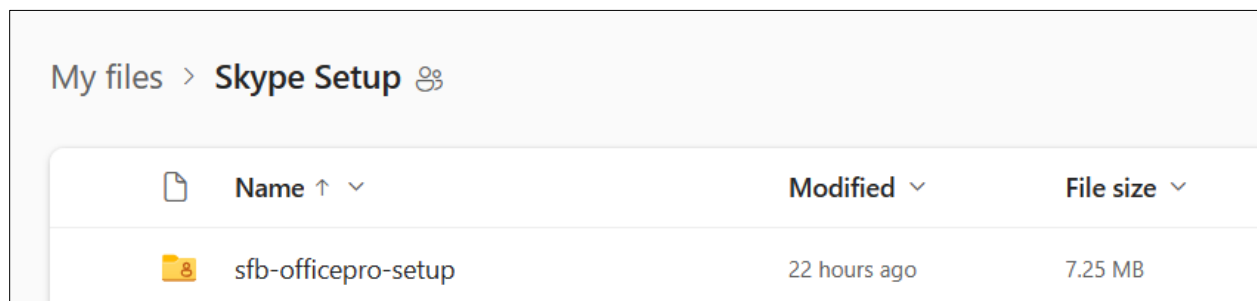 My files > Skype Setup
Name Modified File size
sfb-officepro-setup 22 hours ago 7.25 MB